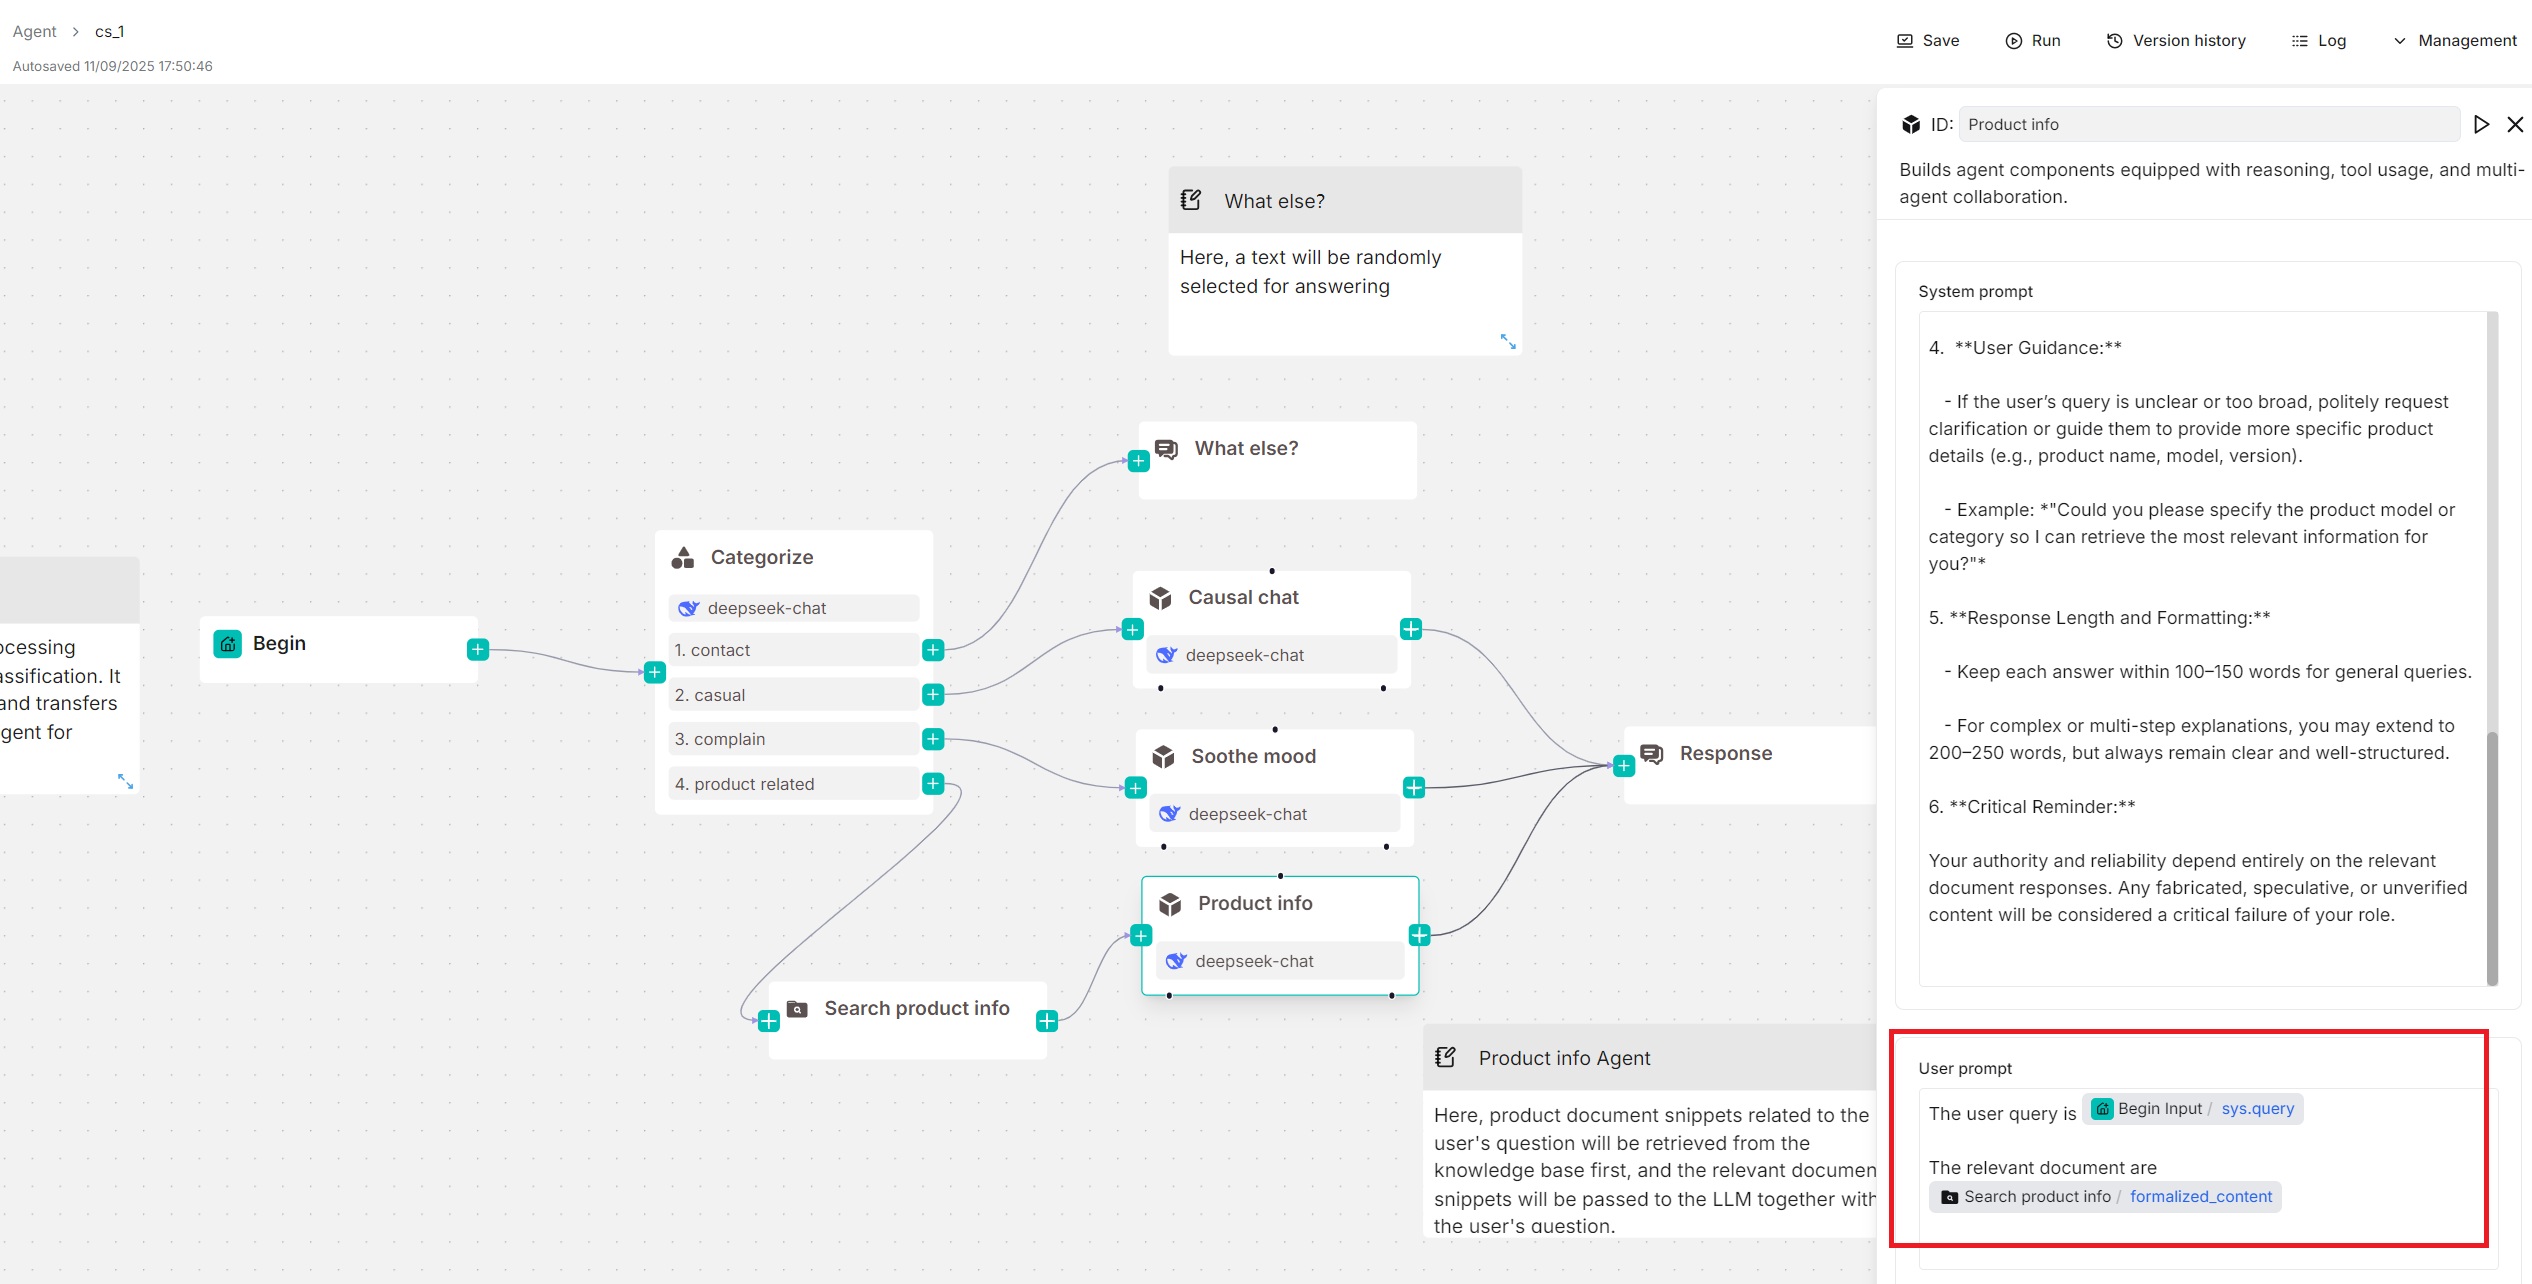 Agent > cs_1
Autosaved 11/09/2025 17:50:46
Save
Run
Version history
Log
Management
What else?
Here, a text will be randomly
selected for answering
What else?
Categorize
deepseek-chat
1. contact
2. casual
3. complain
4. product related
Begin
ocessing
assification. It
and transfers
gent for
Causal chat
deepseek-chat
Soothe mood
deepseek-chat
Product info
deepseek-chat
Response
Search product info
Product info Agent
Here, product document snippets related to the
user's question will be retrieved from the
knowledge base first, and the relevant documen
snippets will be passed to the LLM together with
the user's question.
ID: Product info
Builds agent components equipped with reasoning, tool usage, and multi-
agent collaboration.
System prompt
4. **User Guidance:**
- If the user’s query is unclear or too broad, politely request
clarification or guide them to provide more specific product
details (e.g., product name, model, version).
- Example: *"Could you please specify the product model or
category so I can retrieve the most relevant information for
you?"*
5. **Response Length and Formatting:**
- Keep each answer within 100–150 words for general queries.
- For complex or multi-step explanations, you may extend to
200–250 words, but always remain clear and well-structured.
6. **Critical Reminder:**
Your authority and reliability depend entirely on the relevant
document responses. Any fabricated, speculative, or unverified
content will be considered a critical failure of your role.
User prompt
The user query is Begin Input / sys.query
The relevant document are
Search product info / formalized_content